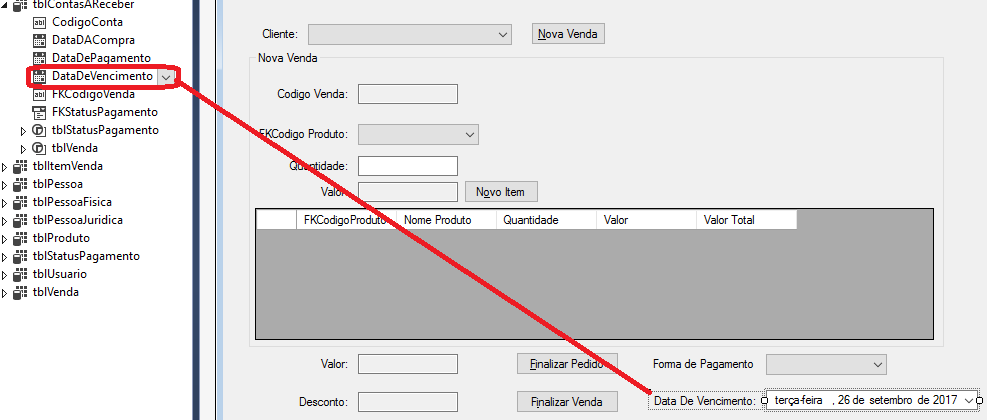 tblContasAReceber
CodigoConta
DataDACompra
DataDePagamento
DataDeVencimento
FKCodigoVenda
FKStatusPagamento
tblStatusPagamento
tblVenda
tblItemVenda
tblPessoa
tblPessoaFisica
tblPessoaJuridica
tblProduto
tblStatusPagamento
tblUsuario
tblVenda
Cliente: Nova Venda
Nova Venda
Codigo Venda:
FKCodigo Produto:
Quantidade:
Valor Novo Item
FKCodigoProduto Nome Produto Quantidade Valor Valor Total
Valor: Finalizar Pedido Forma de Pagamento
Desconto: Finalizar Venda Data De Vencimento: terça-feira , 26 de setembro de 2017